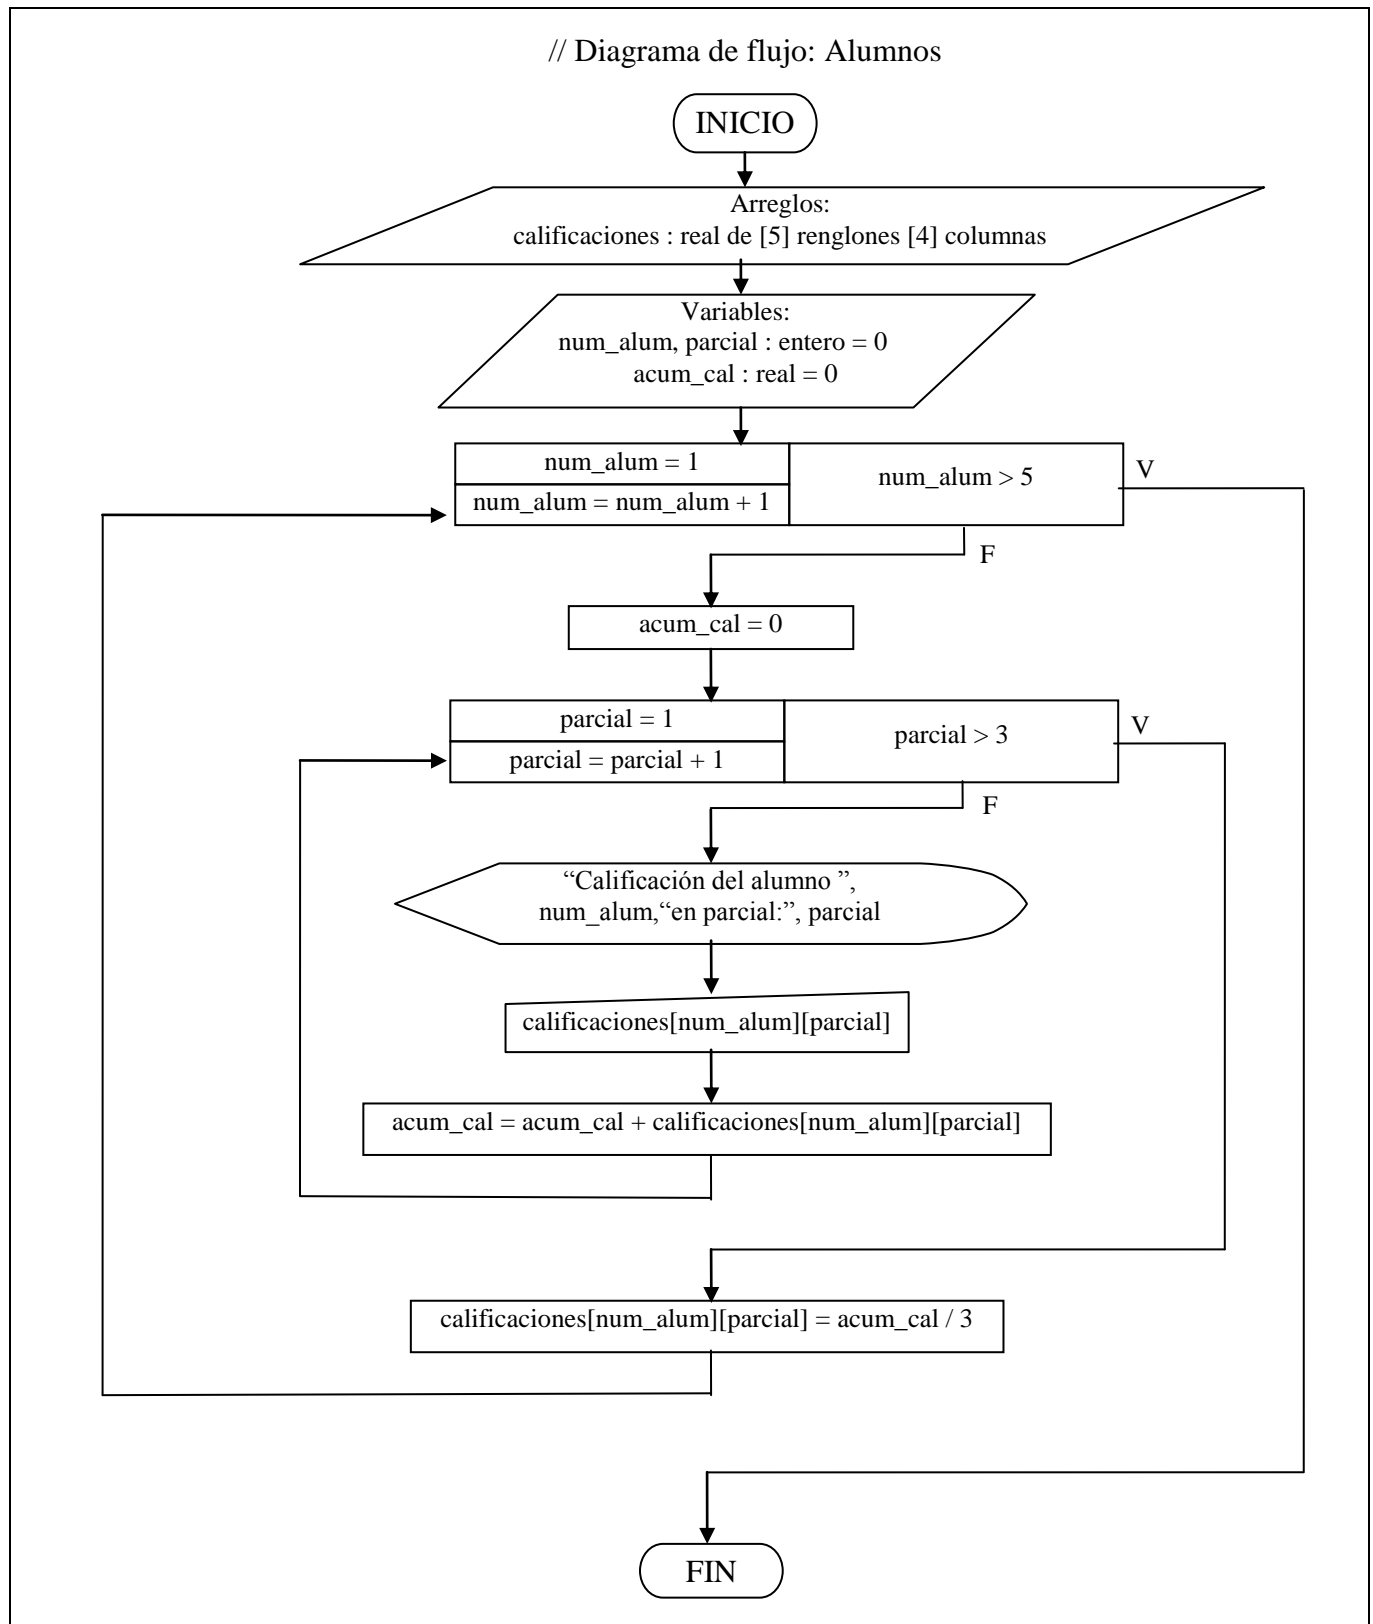 // Diagrama de flujo: Alumnos
INICIO
Arreglos:
calificaciones : real de [5] renglones [4] columnas
Variables:
num_alum, parcial : entero = 0
acum_cal : real = 0
num_alum = 1
num_alum = num_alum + 1
num_alum > 5
V
F
acum_cal = 0
parcial = 1
parcial = parcial + 1
parcial > 3
V
F
“Calificación del alumno ”,
num_alum,“en parcial:”, parcial
calificaciones[num_alum][parcial]
acum_cal = acum_cal + calificaciones[num_alum][parcial]
calificaciones[num_alum][parcial] = acum_cal / 3
FIN